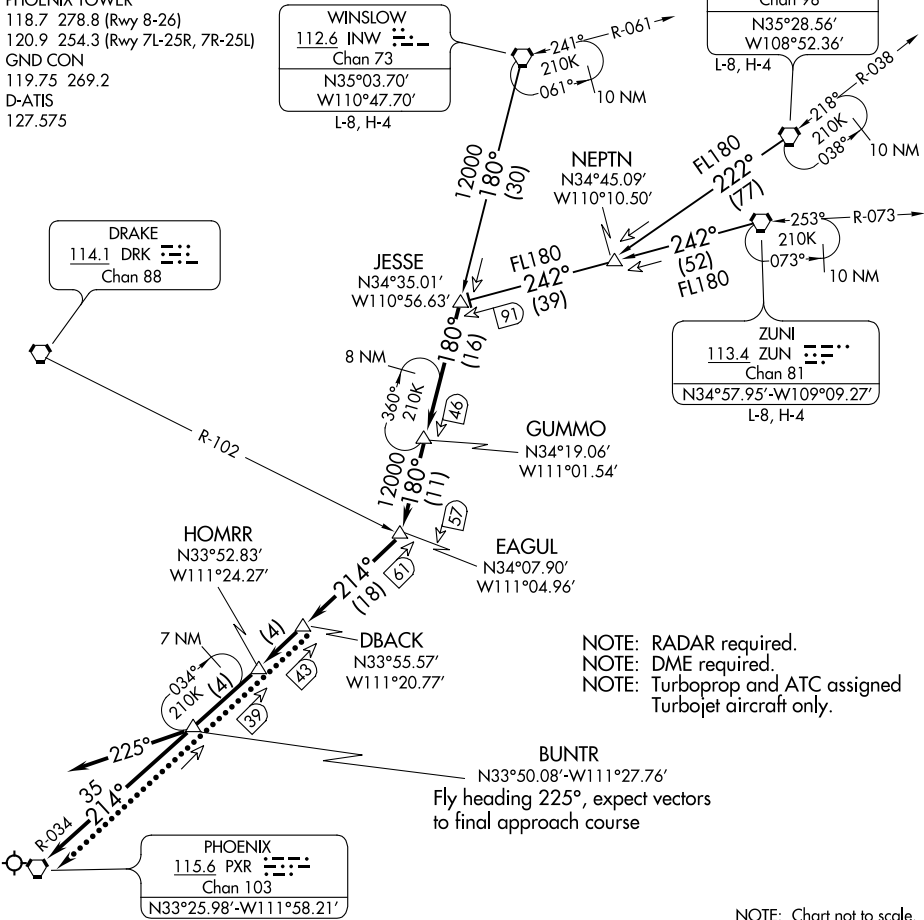 PHOENIX TOWER
118.7 278.8 (Rwy 8-26)
120.9 254.3 (Rwy 7L-25R, 7R-25L)
GND CON
119.75 269.2
D-ATIS
127.575
WINSLOW
112.6 INW
Chan 73
N35°03.70'
W110°47.70'
L-8, H-4
241°
R-061
210K
061°
10 NM
Chan 96
N35°28.56'
W108°52.36'
L-8, H-4
R-038
218°
210K
038°
10 NM
12000
180°
(30)
NEPTN
N34°45.09'
W110°10.50'
FL180
222°
(77)
253°
R-073
210K
073°
10 NM
242°
(52)
FL180
DRAKE
114.1 DRK
Chan 88
JESSE
N34°35.01'
W110°56.63'
FL180
242°
(39)
91
ZUNI
113.4 ZUN
Chan 81
N34°57.95'-W109°09.27'
L-8, H-4
180°
(16)
8 NM
360°
210K
46
GUMMO
N34°19.06'
W111°01.54'
R-102
12000
180°
(11)
57
EAGUL
N34°07.90'
W111°04.96'
HOMRR
N33°52.83'
W111°24.27'
214°
(18)
61
DBACK
N33°55.57'
W111°20.77'
(4)
43
7 NM
034°
210K
(4)
39
NOTE: RADAR required.
NOTE: DME required.
NOTE: Turboprop and ATC assigned
Turbojet aircraft only.
225°
BUNTR
N33°50.08'-W111°27.76'
Fly heading 225°, expect vectors
to final approach course
35
214°
R-034
PHOENIX
115.6 PXR
Chan 103
N33°25.98'-W111°58.21'
NOTE: Chart not to scale.